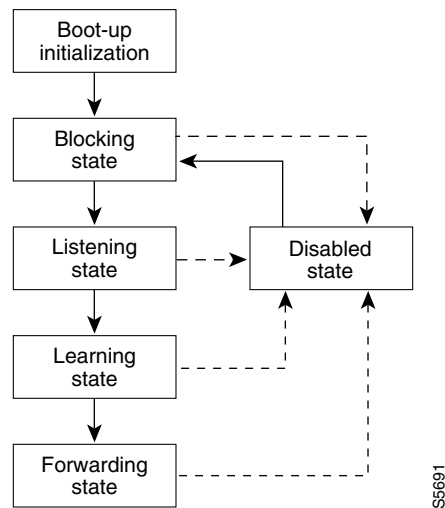 Boot-up
initialization
Blocking
state
Listening
state
Disabled
state
Learning
state
Forwarding
state
S5691